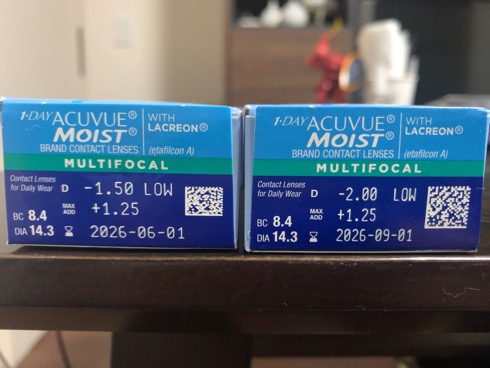 1-DAY ACUVUE®
MOIST®
WITH
LACREON®
BRAND CONTACT LENSES (etafilcon A)
MULTIFOCAL
Contact Lenses
for Daily Wear
D -1.50 LOW
MAX
ADD +1.25
BC 8.4
DIA 14.3 2026-06-01
1-DAY ACUVUE®
MOIST®
WITH
LACREON®
BRAND CONTACT LENSES (etafilcon A)
MULTIFOCAL
Contact Lenses
for Daily Wear
D -2.00 LOW
MAX
ADD +1.25
BC 8.4
DIA 14.3 2026-09-01